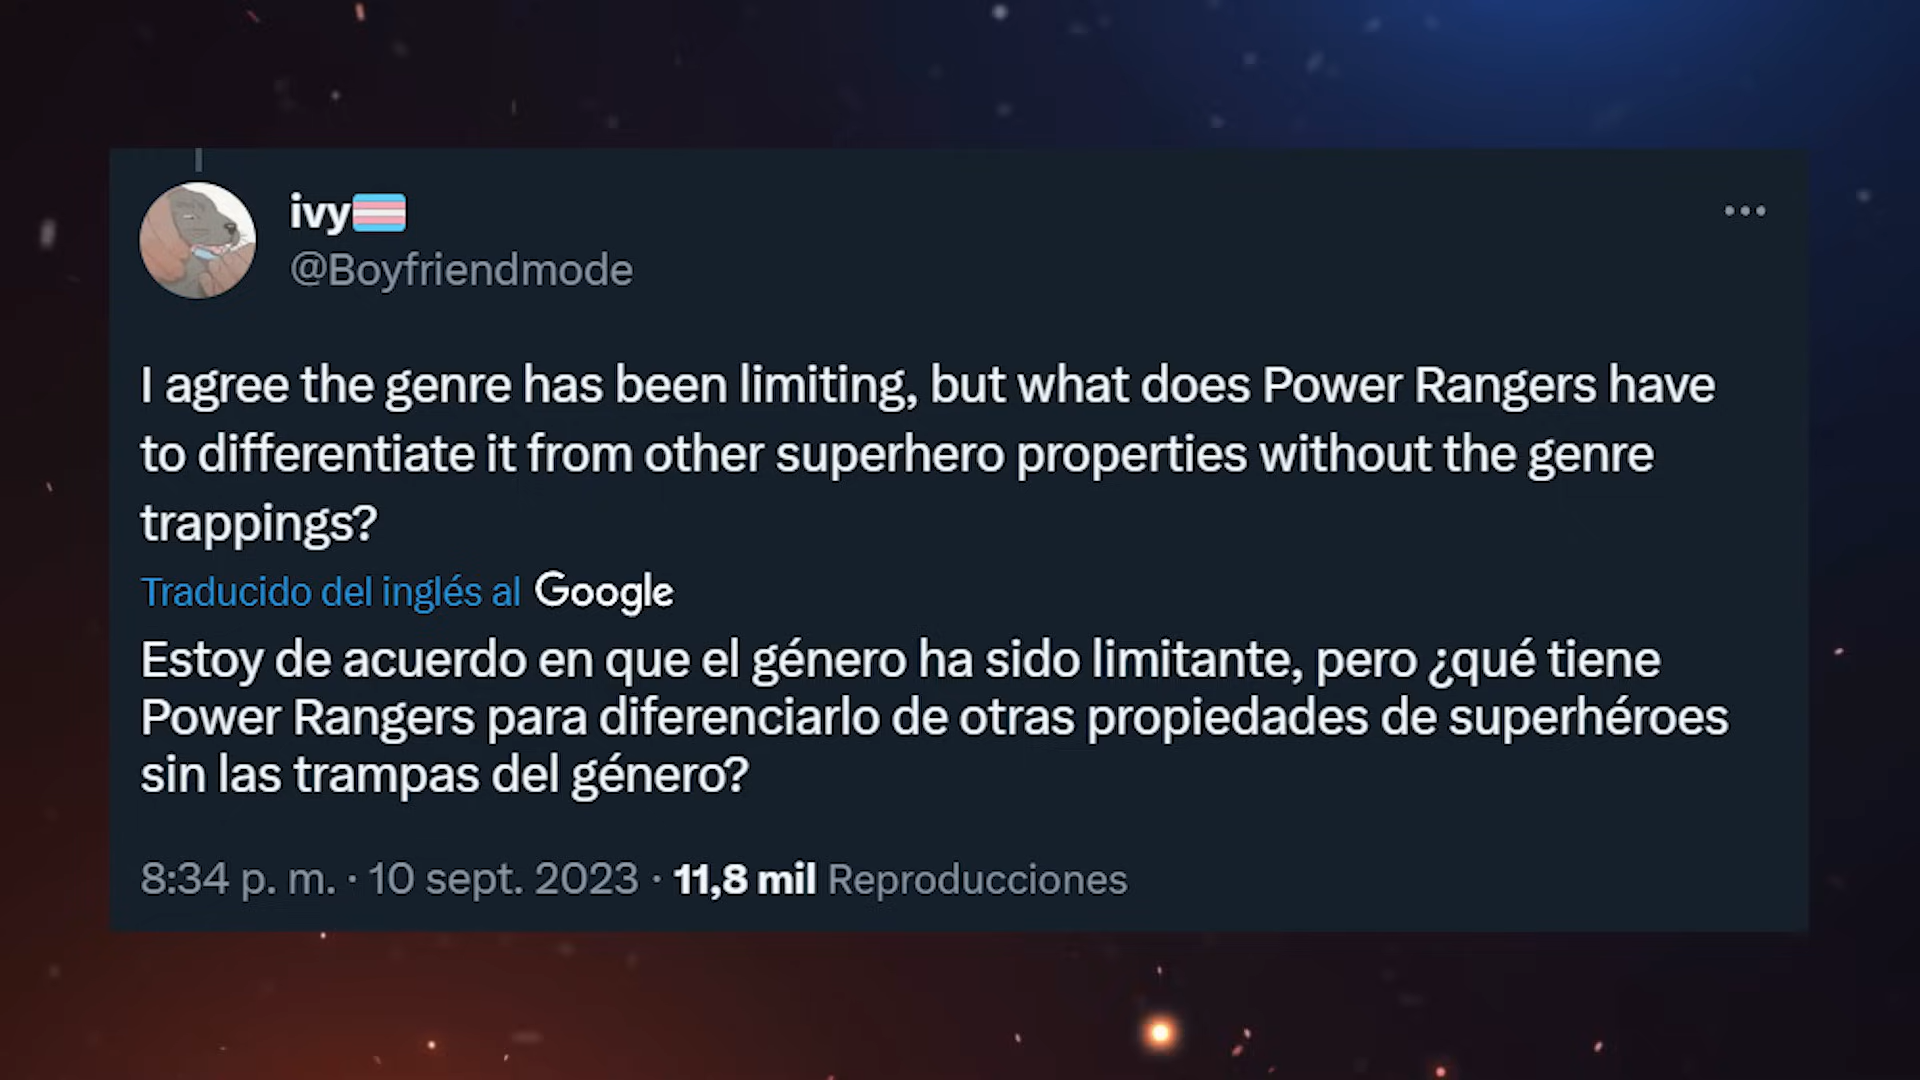 ivy
@Boyfriendmode
I agree the genre has been limiting, but what does Power Rangers have
to differentiate it from other superhero properties without the genre
trappings?
Traducido del inglés al Google
Estoy de acuerdo en que el género ha sido limitante, pero ¿qué tiene
Power Rangers para diferenciarlo de otras propiedades de superhéroes
sin las trampas del género?
8:34 p. m. · 10 sept. 2023 · 11,8 mil Reproducciones